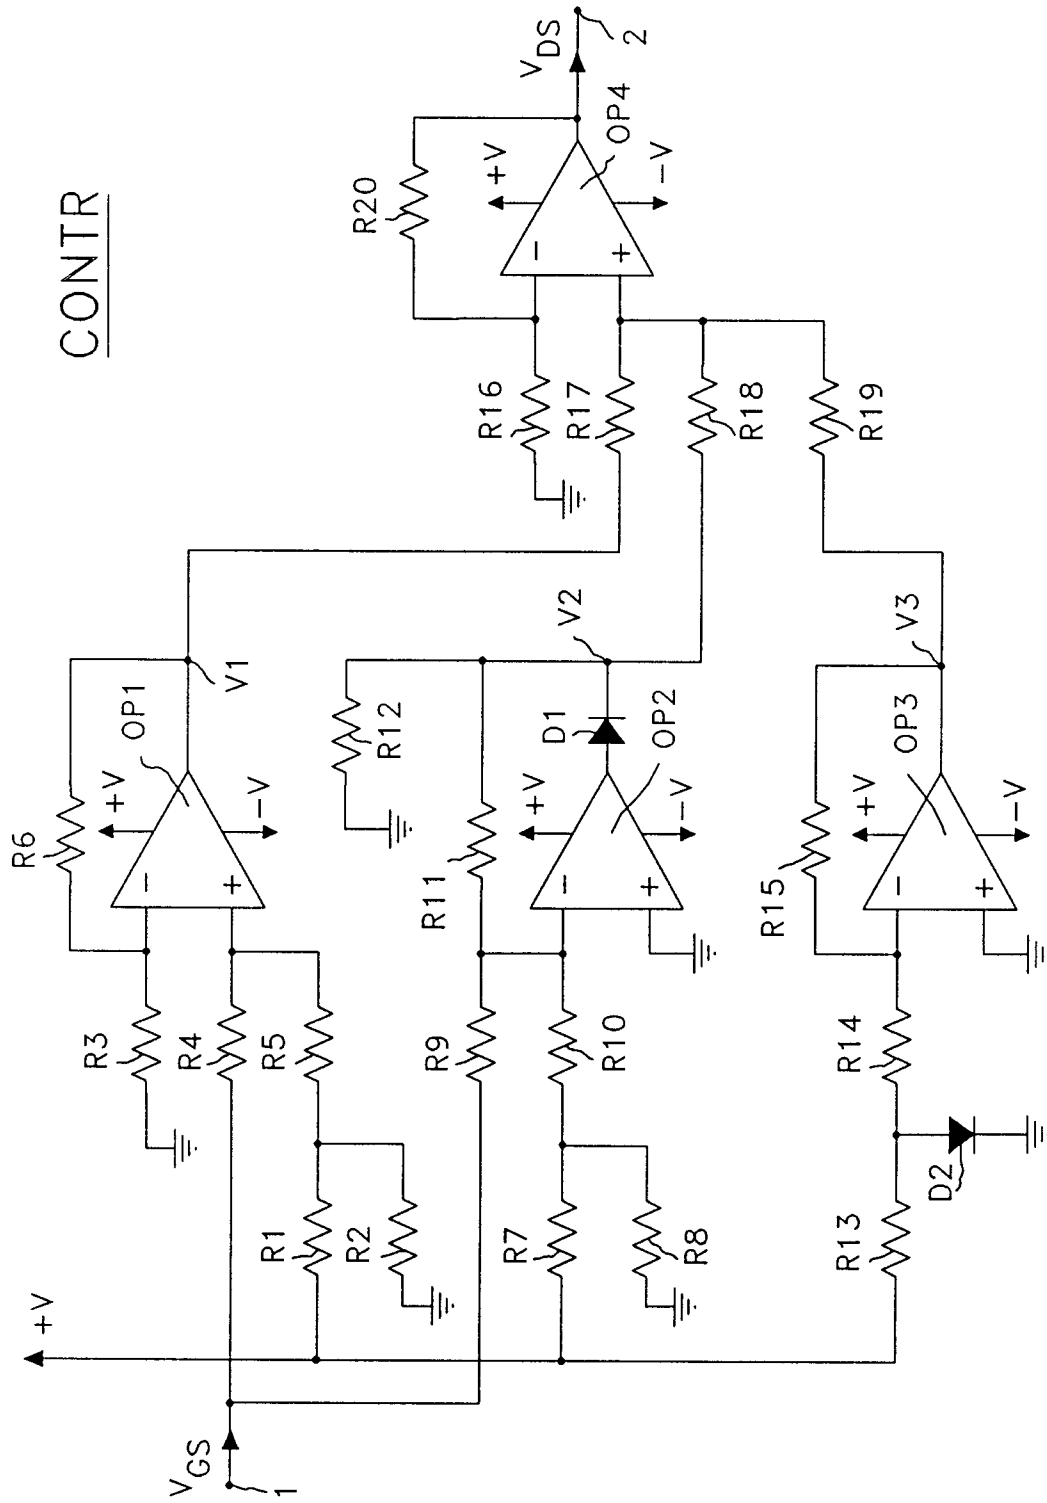 CONTR
+V
VGS
1
R1
R2
R3
R4
R5
R6
+V
-V
−
+
OP1
V1
R7
R8
R9
R10
R11
R12
+V
-V
−
+
D1
OP2
V2
R13
D2
R14
R15
+V
-V
−
+
OP3
V3
R16
R17
R18
R19
R20
+V
-V
−
+
OP4
VDS
2